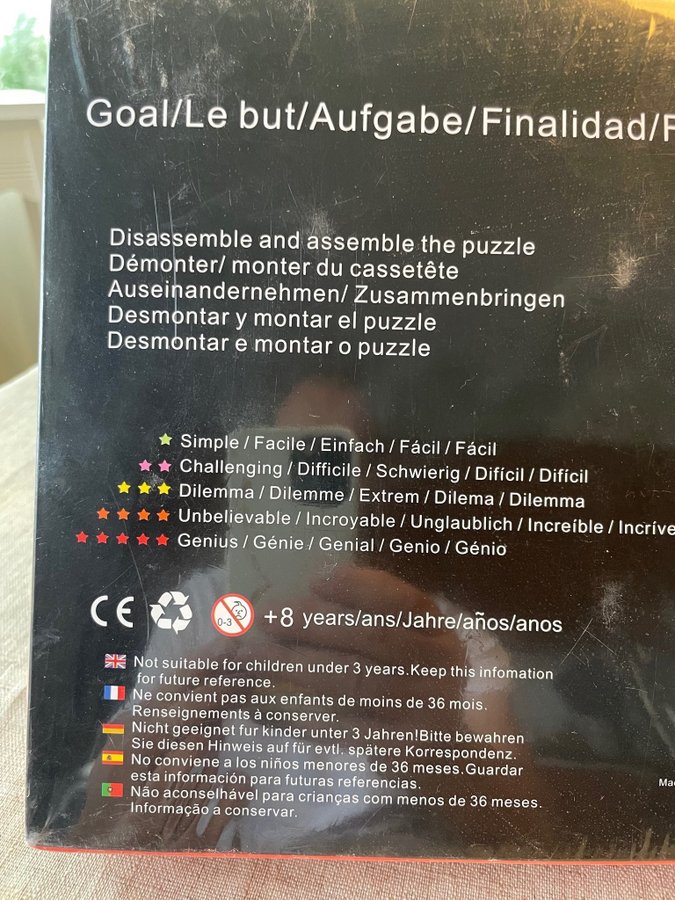 Goal/Le but/Aufgabe/Finalidad/F
Disassemble and assemble the puzzle
Démonter/ monter du cassetête
Auseinandernehmen/ Zusammenbringen
Desmontar y montar el puzzle
Desmontar e montar o puzzle
Simple / Facile / Einfach / Fácil / Fácil
Challenging / Difficile / Schwierig / Difícil / Difícil
Dilemma / Dilemme / Extrem / Dilema / Dilemma
Unbelievable / Incroyable / Unglaublich / Increíble / Incríve
Genius / Génie / Genial / Genio / Génio
CE 0-3 +8 years/ans/Jahre/años/anos
Not suitable for children under 3 years.Keep this infomation
for future reference.
Ne convient pas aux enfants de moins de 36 mois.
Renseignements à conserver.
Nicht geeignet fur kinder unter 3 Jahren!Bitte bewahren
Sie diesen Hinweis auf für evtl. spätere Korrespondenz.
No conviene a los niños menores de 36 meses.Guardar
esta información para futuras referencias.
Não aconselhável para crianças com menos de 36 meses.
Informação a conservar.
Ma